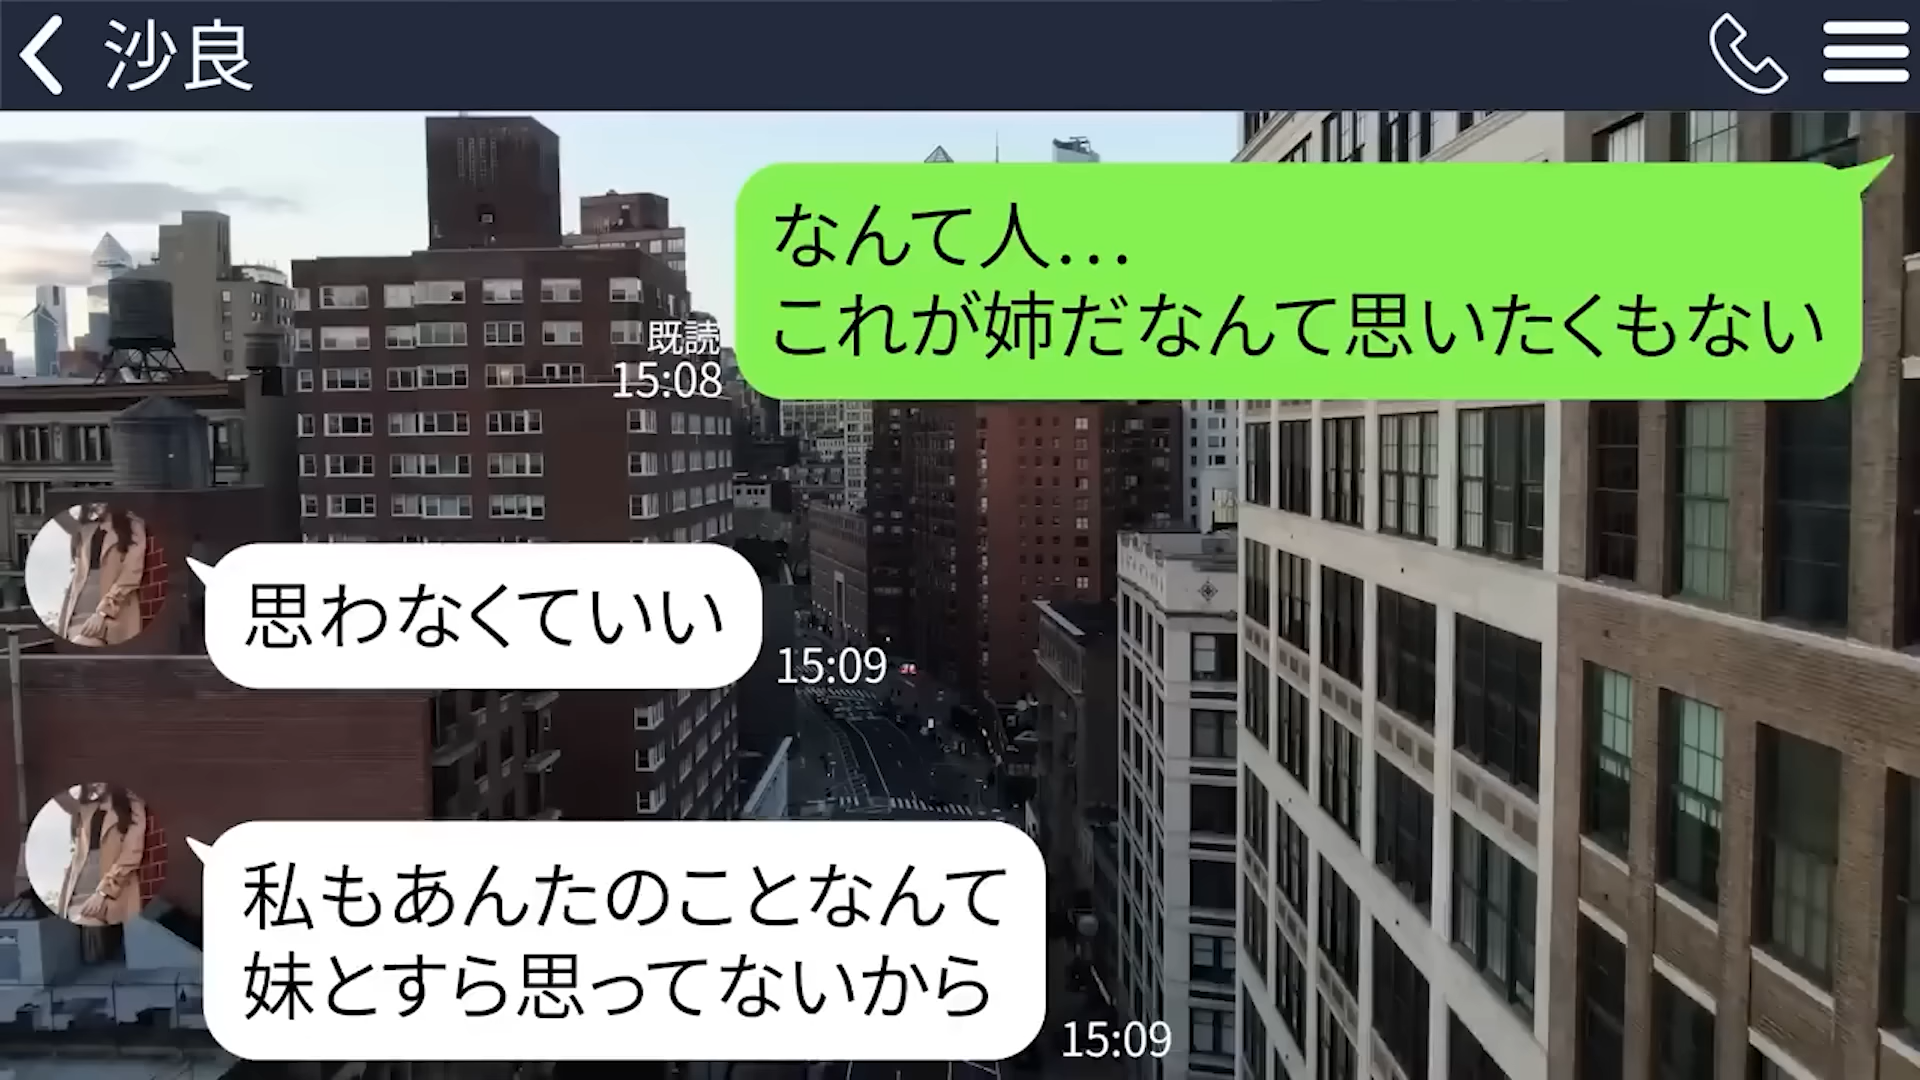 沙良
なんて人…
これが姉だなんて思いたくもない
既読
15:08
思わなくていい
15:09
私もあんたのことなんて
妹とすら思ってないから
15:09